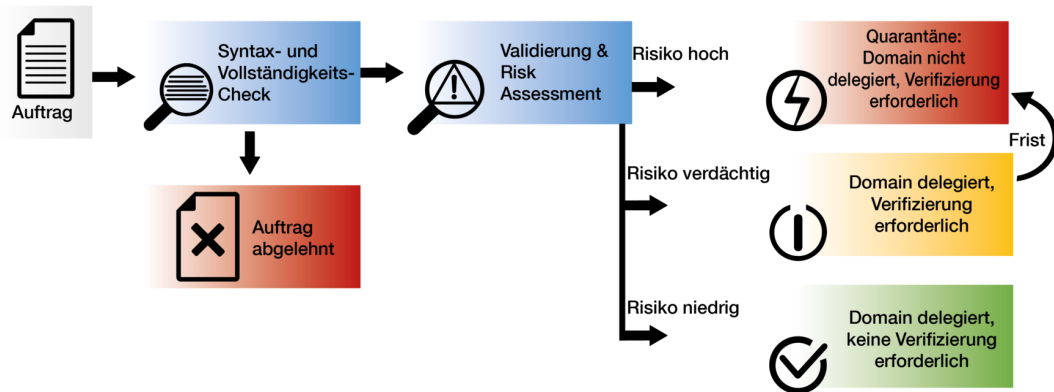 Auftrag
Syntax- und
Vollständigkeits-
Check
Auftrag
abgelehnt
Validierung &
Risk
Assessment
Risiko hoch
Quarantäne:
Domain nicht
delegiert, Verifizierung
erforderlich
Frist
Risiko verdächtig
Domain delegiert,
Verifizierung
erforderlich
Risiko niedrig
Domain delegiert,
keine Verifizierung
erforderlich